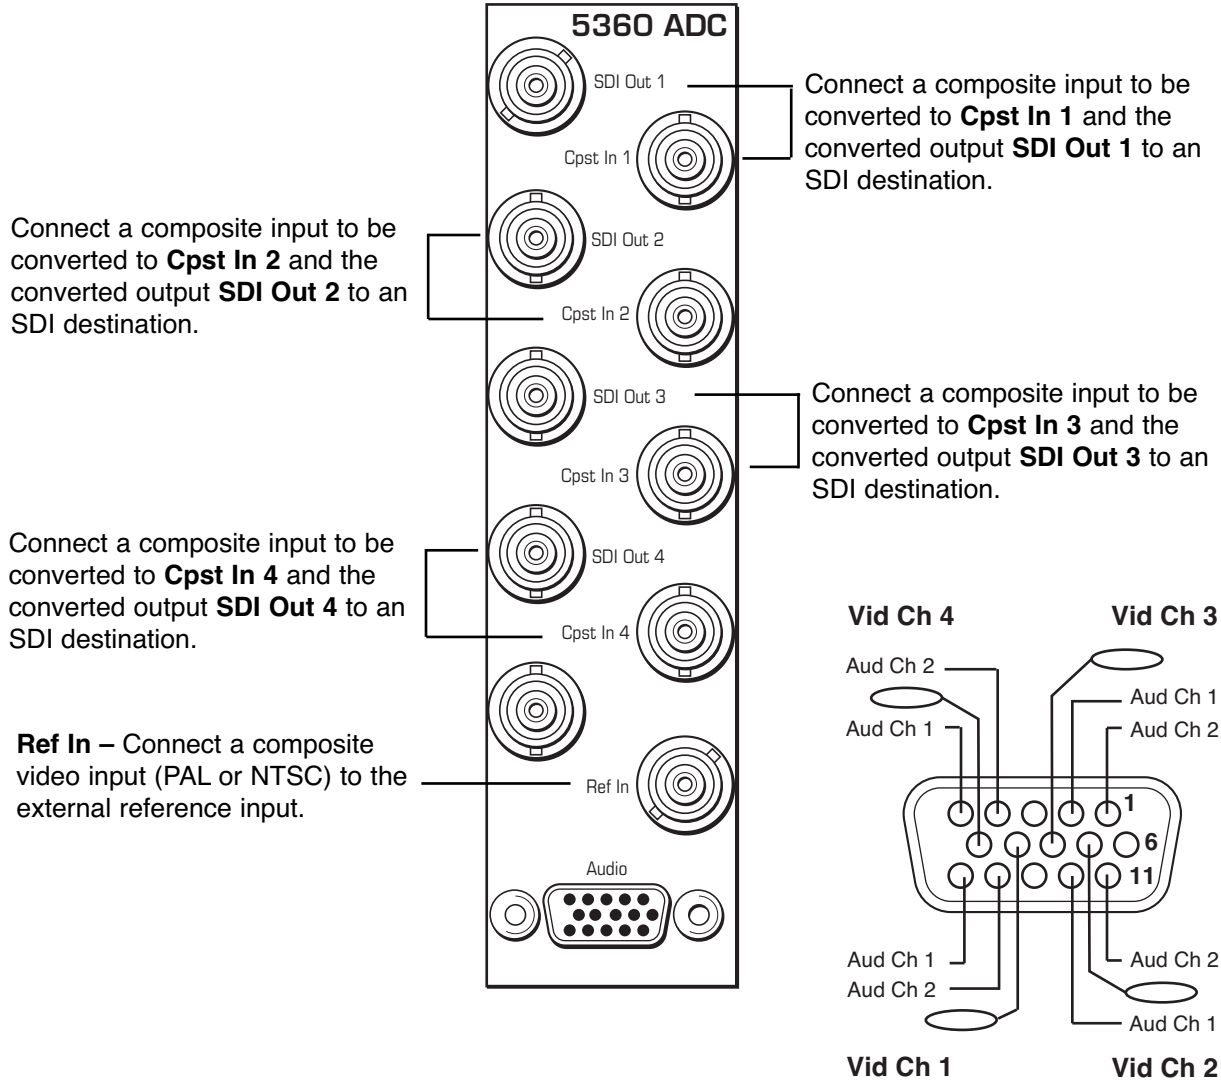 5360 ADC
SDI Out 1
Connect a composite input to be
converted to Cpst In 1 and the
converted output SDI Out 1 to an
SDI destination.
Cpst In 1
Connect a composite input to be
converted to Cpst In 2 and the
converted output SDI Out 2 to an
SDI destination.
SDI Out 2
Cpst In 2
SDI Out 3
Connect a composite input to be
converted to Cpst In 3 and the
converted output SDI Out 3 to an
SDI destination.
Cpst In 3
Connect a composite input to be
converted to Cpst In 4 and the
converted output SDI Out 4 to an
SDI destination.
SDI Out 4
Cpst In 4
Ref In – Connect a composite
video input (PAL or NTSC) to the
external reference input.
Ref In
Audio
Vid Ch 4
Vid Ch 3
Aud Ch 2
Aud Ch 1
Aud Ch 1
Aud Ch 2
1
6
11
Aud Ch 1
Aud Ch 2
Aud Ch 2
Aud Ch 1
Vid Ch 1
Vid Ch 2